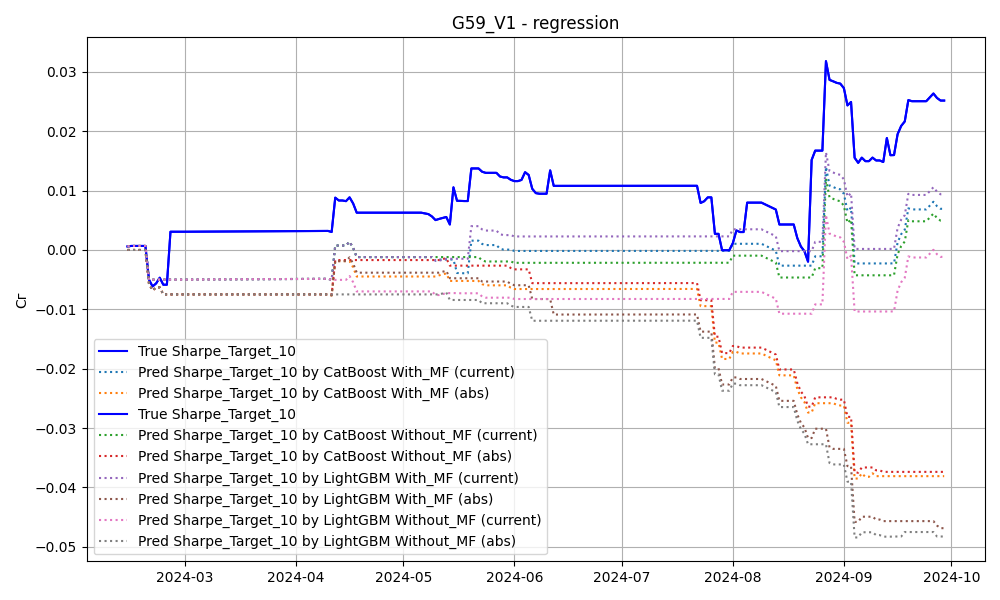 G59_V1 - regression
Cr
0.03
0.02
0.01
0.00
−0.01
−0.02
−0.03
−0.04
−0.05
True Sharpe_Target_10
Pred Sharpe_Target_10 by CatBoost With_MF (current)
Pred Sharpe_Target_10 by CatBoost With_MF (abs)
True Sharpe_Target_10
Pred Sharpe_Target_10 by CatBoost Without_MF (current)
Pred Sharpe_Target_10 by CatBoost Without_MF (abs)
Pred Sharpe_Target_10 by LightGBM With_MF (current)
Pred Sharpe_Target_10 by LightGBM With_MF (abs)
Pred Sharpe_Target_10 by LightGBM Without_MF (current)
Pred Sharpe_Target_10 by LightGBM Without_MF (abs)
2024-03 2024-04 2024-05 2024-06 2024-07 2024-08 2024-09 2024-10